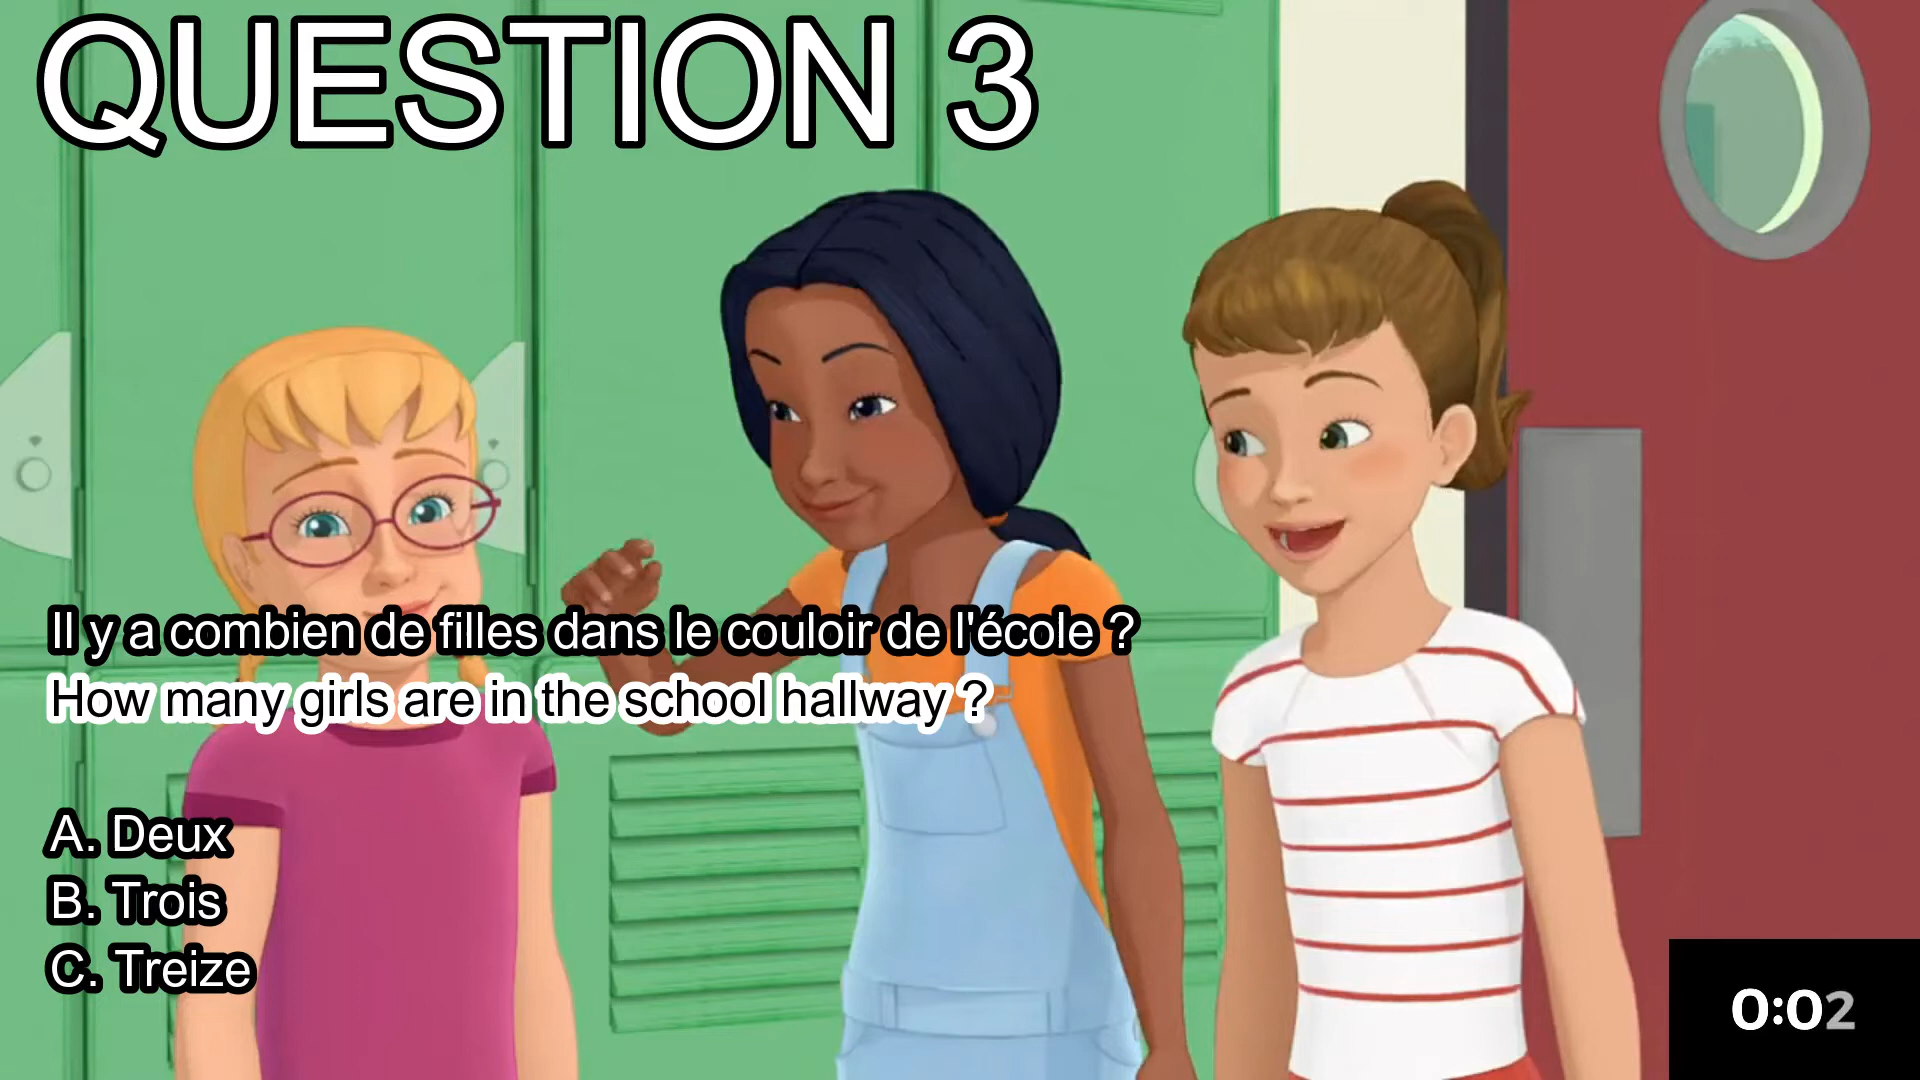 QUESTION 3
Il y a combien de filles dans le couloir de l'école ?
How many girls are in the school hallway ?
A. Deux
B. Trois
C. Treize
0:02